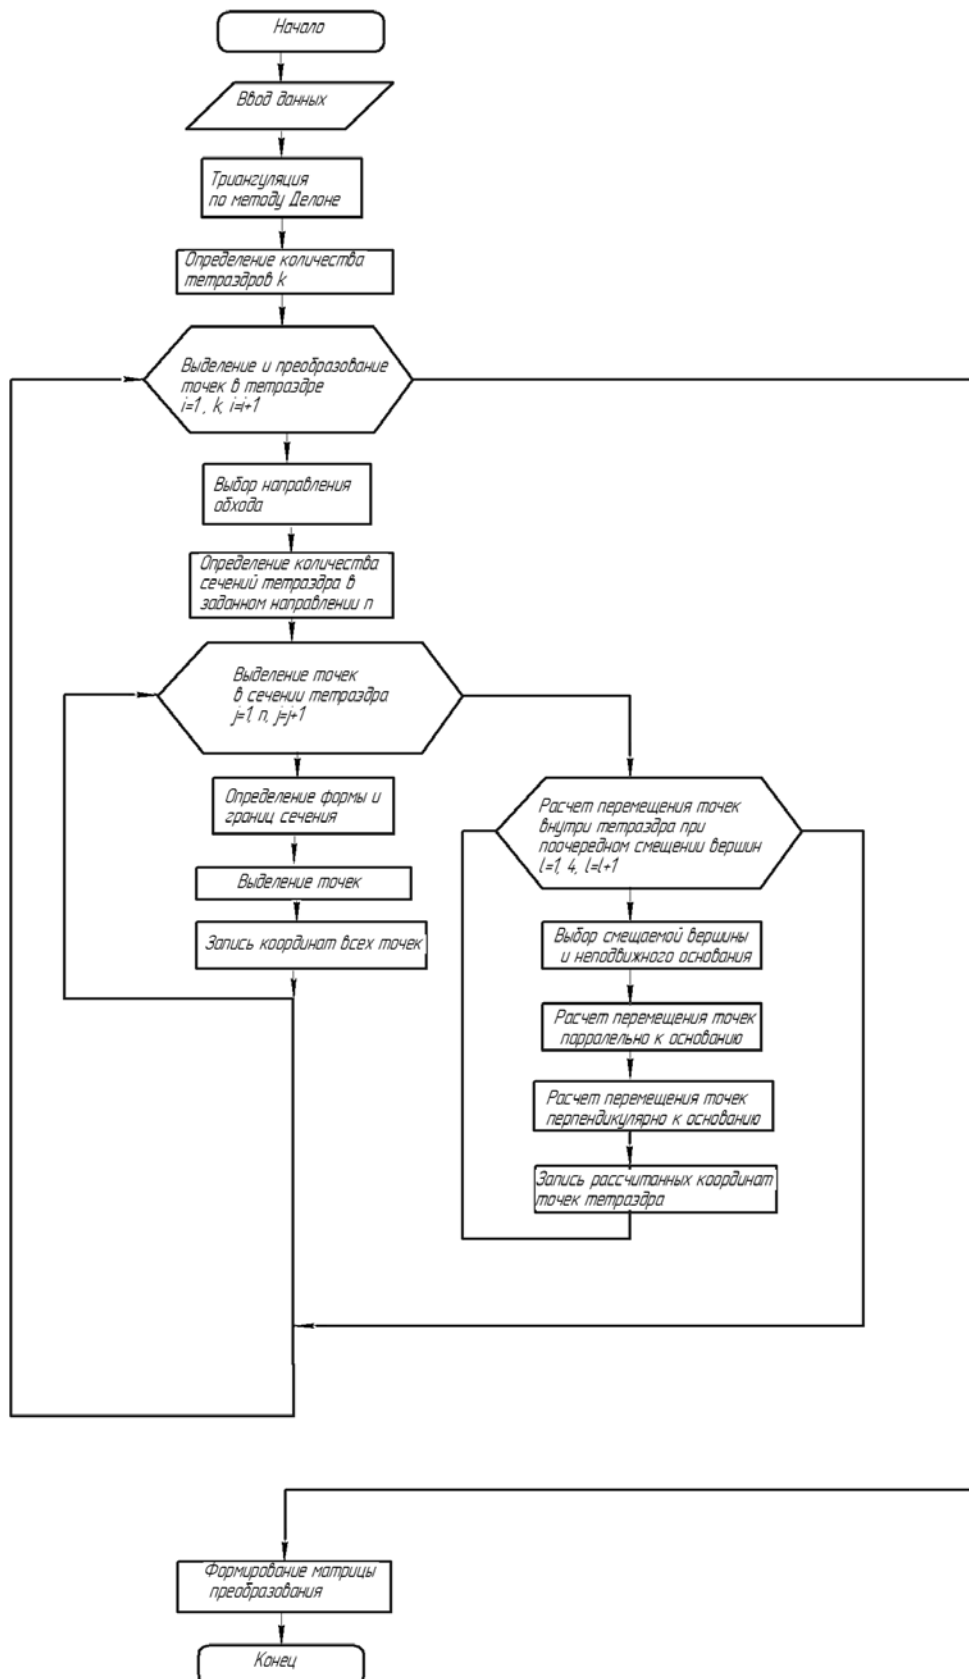 Начало
Ввод данных
Триангуляция
по методу Делоне
Определение количества
тетраэдров k
Выделение и преобразование
точек в тетраэдре
i=1 , k, i=i+1
Выбор направления
обхода
Определение количества
сечений тетраэдра в
заданном направлении n
Выделение точек
в сечении тетраэдра
j=1, n, j=j+1
Определение формы и
границ сечения
Выделение точек
Запись координат всех точек
Расчет перемещения точек
внутри тетраэдра при
поочередном смещении вершин
l=1, 4, l=l+1
Выбор смещаемой вершины
и неподвижного основания
Расчет перемещения точек
парралельно к основанию
Расчет перемещения точек
перпендикулярно к основанию
Запись рассчитанных координат
точек тетраэдра
Формирование матрицы
преобразования
Конец